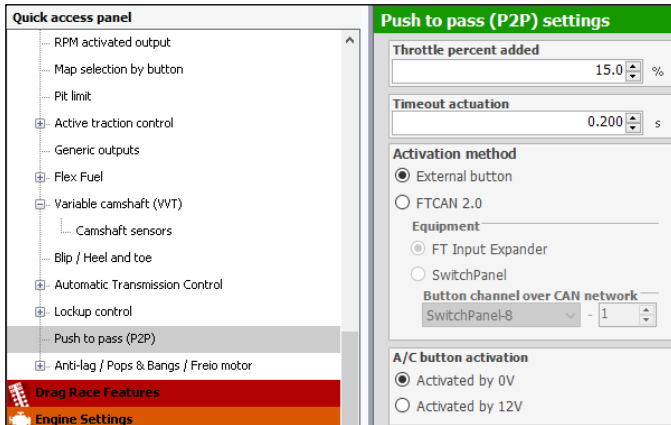 Quick access panel
RPM activated output
Map selection by button
Pit limit
Active traction control
Generic outputs
Flex Fuel
Variable camshaft (VVT)
Camshaft sensors
Blip / Heel and toe
Automatic Transmission Control
Lockup control
Push to pass (P2P)
Anti-lag / Pops & Bangs / Freio motor
Drag Race Features
Engine Settings
Push to pass (P2P) settings
Throttle percent added
15.0 %
Timeout actuation
0.200 s
Activation method
External button
FTCAN 2.0
Equipment
FT Input Expander
SwitchPanel
Button channel over CAN network
SwitchPanel-8 - 1
A/C button activation
Activated by 0V
Activated by 12V